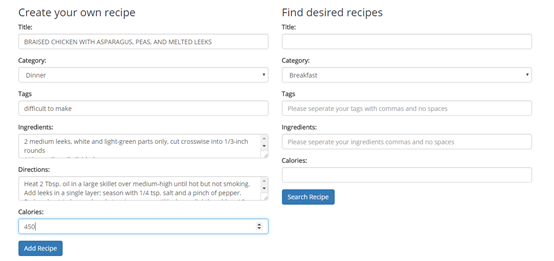 Create your own recipe
Title:
BRAISED CHICKEN WITH ASPARAGUS, PEAS, AND MELTED LEEKS
Category:
Dinner
Tags
difficult to make
Ingredients:
2 medium leeks, white and light-green parts only, cut crosswise into 1/3-inch
rounds
Directions:
Heat 2 Tbsp. oil in a large skillet over medium-high until hot but not smoking.
Add leeks in a single layer; season with 1/4 tsp. salt and a pinch of pepper.
Calories:
450
Add Recipe
Find desired recipes
Title:
Category:
Breakfast
Tags
Please seperate your tags with commas and no spaces
Ingredients:
Please seperate your ingredients commas and no spaces
Calories:
Search Recipe